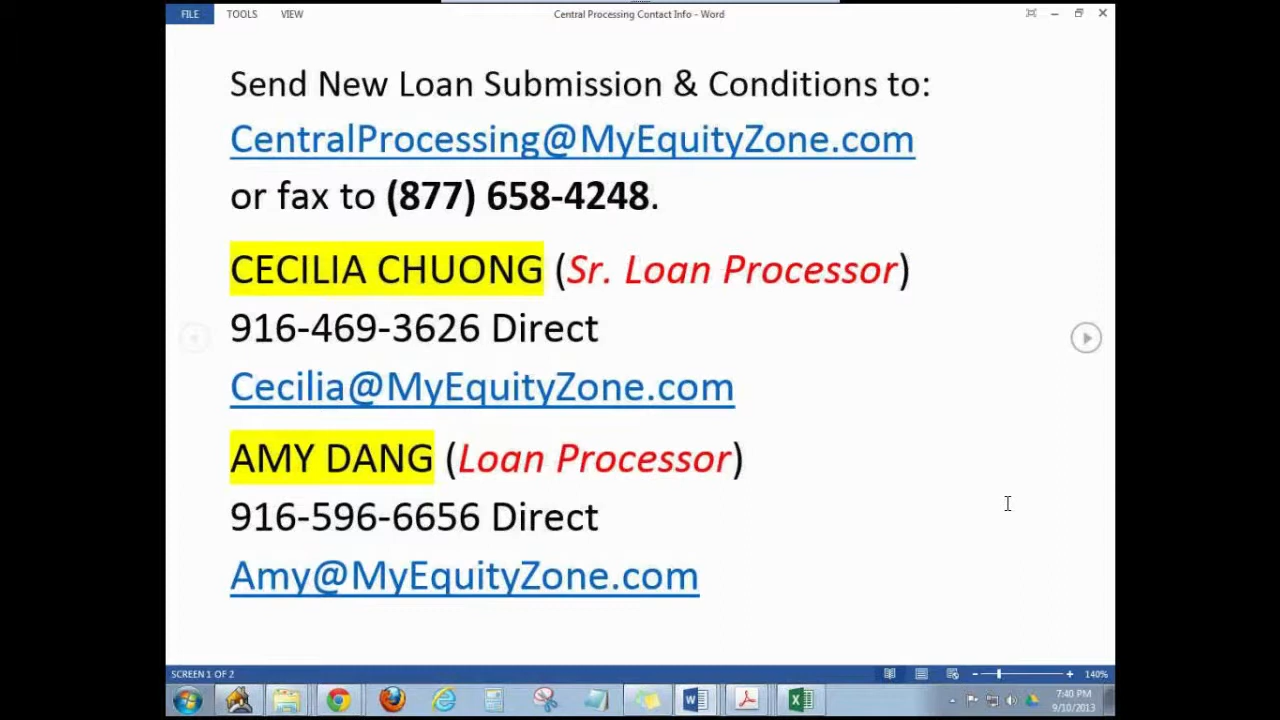 FILE TOOLS VIEW Central Processing Contact Info - Word
Send New Loan Submission & Conditions to:
CentralProcessing@MyEquityZone.com
or fax to (877) 658-4248.
CECILIA CHUONG (Sr. Loan Processor)
916-469-3626 Direct
Cecilia@MyEquityZone.com
AMY DANG (Loan Processor)
916-596-6656 Direct
Amy@MyEquityZone.com
SCREEN 1 OF 2 140%
7:40 PM
9/10/2013